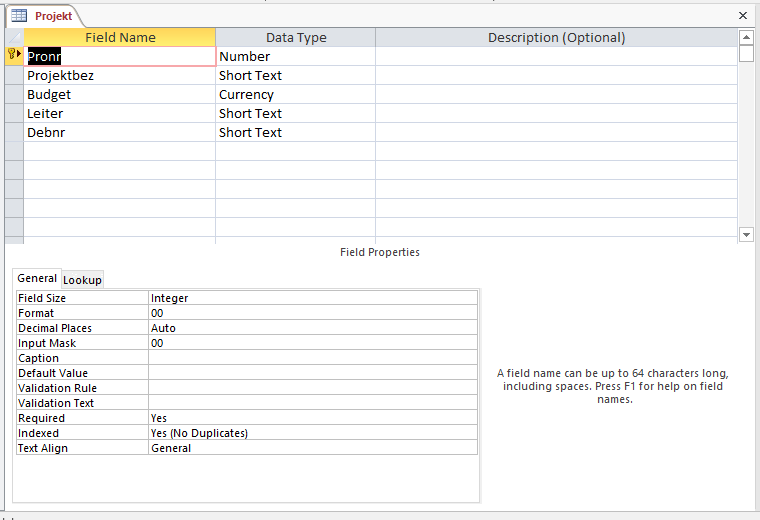 Projekt
Field Name Data Type Description (Optional)
Pronr Number
Projektbez Short Text
Budget Currency
Leiter Short Text
Debnr Short Text
Field Properties
General Lookup
Field Size Integer
Format 00
Decimal Places Auto
Input Mask 00
Caption
Default Value
Validation Rule
Validation Text
Required Yes
Indexed Yes (No Duplicates)
Text Align General
A field name can be up to 64 characters long,
including spaces. Press F1 for help on field
names.